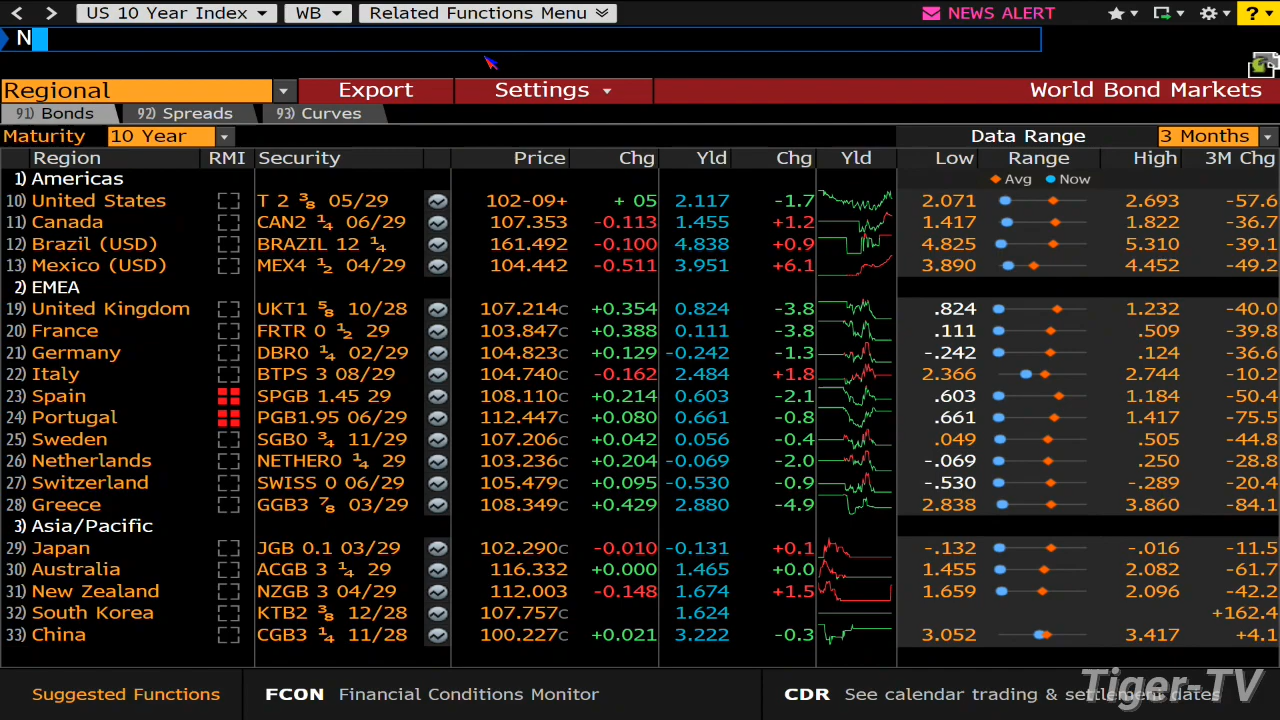 US 10 Year Index WB Related Functions Menu NEWS ALERT ?
N
Regional Export Settings World Bond Markets
91) Bonds 92) Spreads 93) Curves
Maturity 10 Year Data Range 3 Months
Region RMI Security Price Chg Yld Chg Yld Low Range High 3M Chg
1) Americas Avg Now
10) United States T 2 ⅜ 05/29 102-09+ + 05 2.117 -1.7 2.071 2.693 -57.6
11) Canada CAN2 ¼ 06/29 107.353 -0.113 1.455 +1.2 1.417 1.822 -36.7
12) Brazil (USD) BRAZIL 12 ¼ 161.492 -0.100 4.838 +0.9 4.825 5.310 -39.1
13) Mexico (USD) MEX4 ½ 04/29 104.442 -0.511 3.951 +6.1 3.890 4.452 -49.2
2) EMEA
19) United Kingdom UKT1 ⅝ 10/28 107.214c +0.354 0.824 -3.8 .824 1.232 -40.0
20) France FRTR 0 ½ 29 103.847c +0.388 0.111 -3.8 .111 .509 -39.8
21) Germany DBR0 ¼ 02/29 104.823c +0.129 -0.242 -1.3 -.242 .124 -36.6
22) Italy BTPS 3 08/29 104.740c -0.162 2.484 +1.8 2.366 2.744 -10.2
23) Spain SPGB 1.45 29 108.110c +0.214 0.603 -2.1 .603 1.184 -50.4
24) Portugal PGB1.95 06/29 112.447c +0.080 0.661 -0.8 .661 1.417 -75.5
25) Sweden SGB0 ¾ 11/29 107.206c +0.042 0.056 -0.4 .049 .505 -44.8
26) Netherlands NETHER0 ¼ 29 103.236c +0.204 -0.069 -2.0 -.069 .250 -28.8
27) Switzerland SWISS 0 06/29 105.479c +0.095 -0.530 -0.9 -.530 -.289 -20.4
28) Greece GGB3 ⅞ 03/29 108.349c +0.429 2.880 -4.9 2.838 3.860 -84.1
3) Asia/Pacific
29) Japan JGB 0.1 03/29 102.290c -0.010 -0.131 +0.1 -.132 -.016 -11.5
30) Australia ACGB 3 ¼ 29 116.332 +0.000 1.465 +0.0 1.455 2.082 -61.7
31) New Zealand NZGB 3 04/29 112.003 -0.148 1.674 +1.5 1.659 2.096 -42.2
32) South Korea KTB2 ⅜ 12/28 107.757c 1.624 +162.4
33) China CGB3 ¼ 11/28 100.227c +0.021 3.222 -0.3 3.052 3.417 +4.1
Suggested Functions FCON Financial Conditions Monitor CDR See calendar trading & settlement dates
Tiger-TV